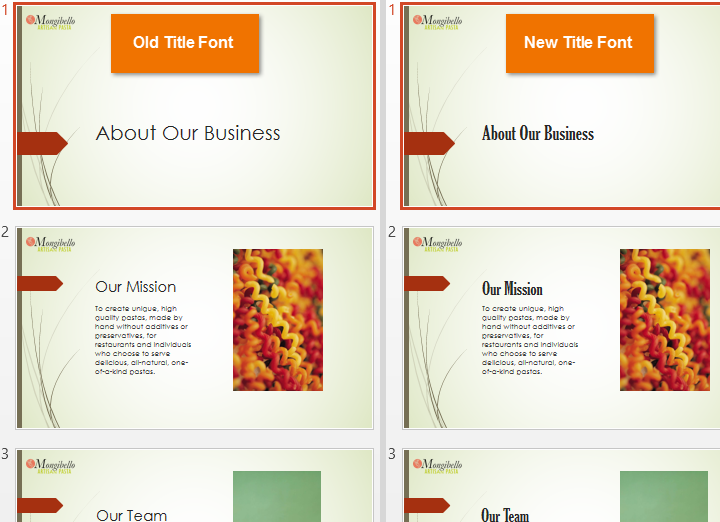 1
Mongibello
ARTISAN PASTA
Old Title Font
About Our Business
2
Mongibello
ARTISAN PASTA
Our Mission
To create unique, high
quality pastas, made by
hand without additives or
preservatives, for
restaurants and individuals
who choose to serve
delicious, all-natural, one-
of-a-kind pastas.
3
Mongibello
ARTISAN PASTA
Our Team
1
Mongibello
ARTISAN PASTA
New Title Font
About Our Business
2
Mongibello
ARTISAN PASTA
Our Mission
To create unique, high
quality pastas, made by
hand without additives or
preservatives, for
restaurants and individuals
who choose to serve
delicious, all-natural, one-
of-a-kind pastas.
3
Mongibello
ARTISAN PASTA
Our Team